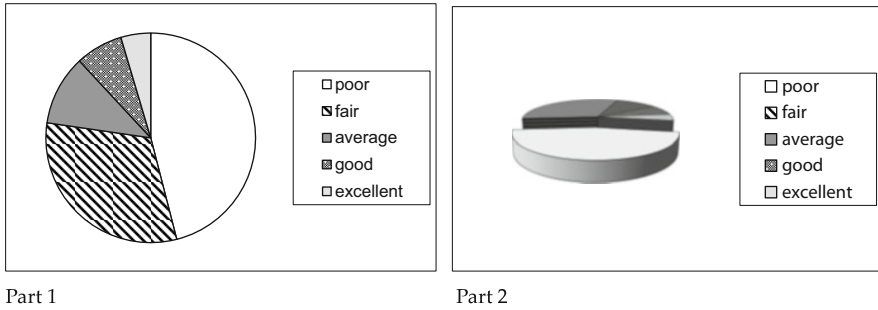 poor
fair
average
good
excellent
poor
fair
average
good
excellent
Part 1
Part 2